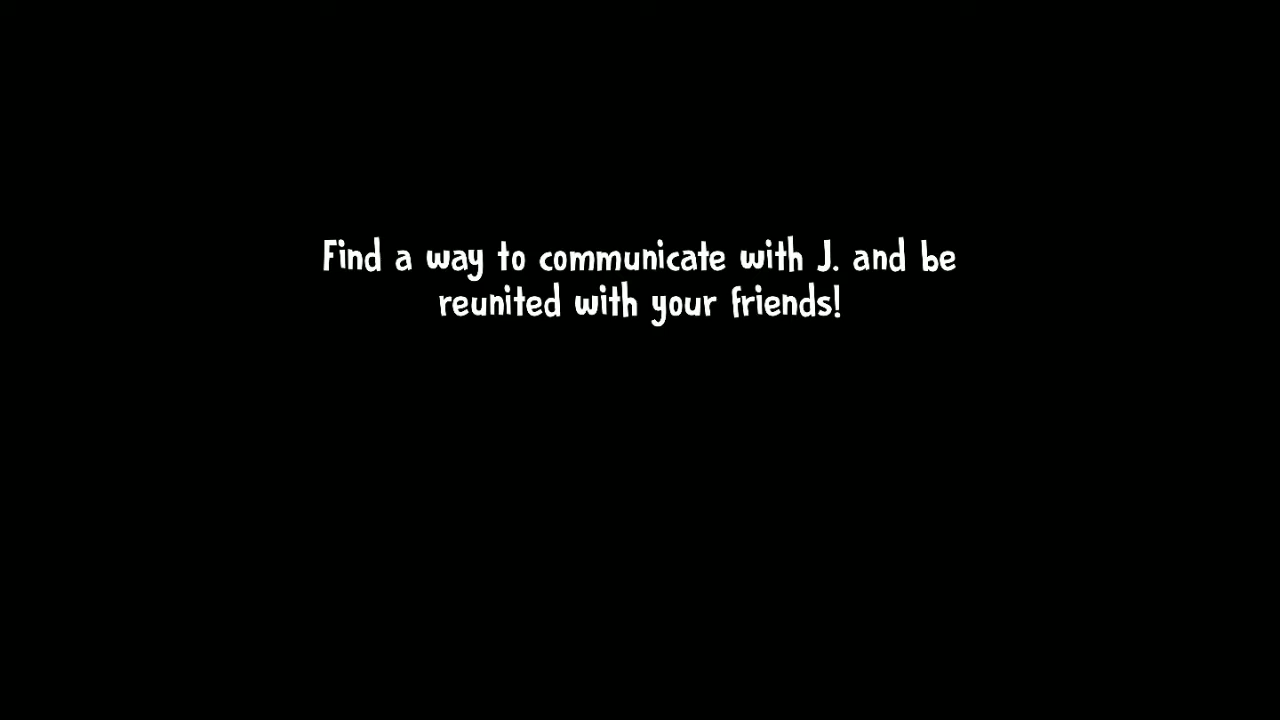 Find a way to communicate with J. and be
reunited with your friends!